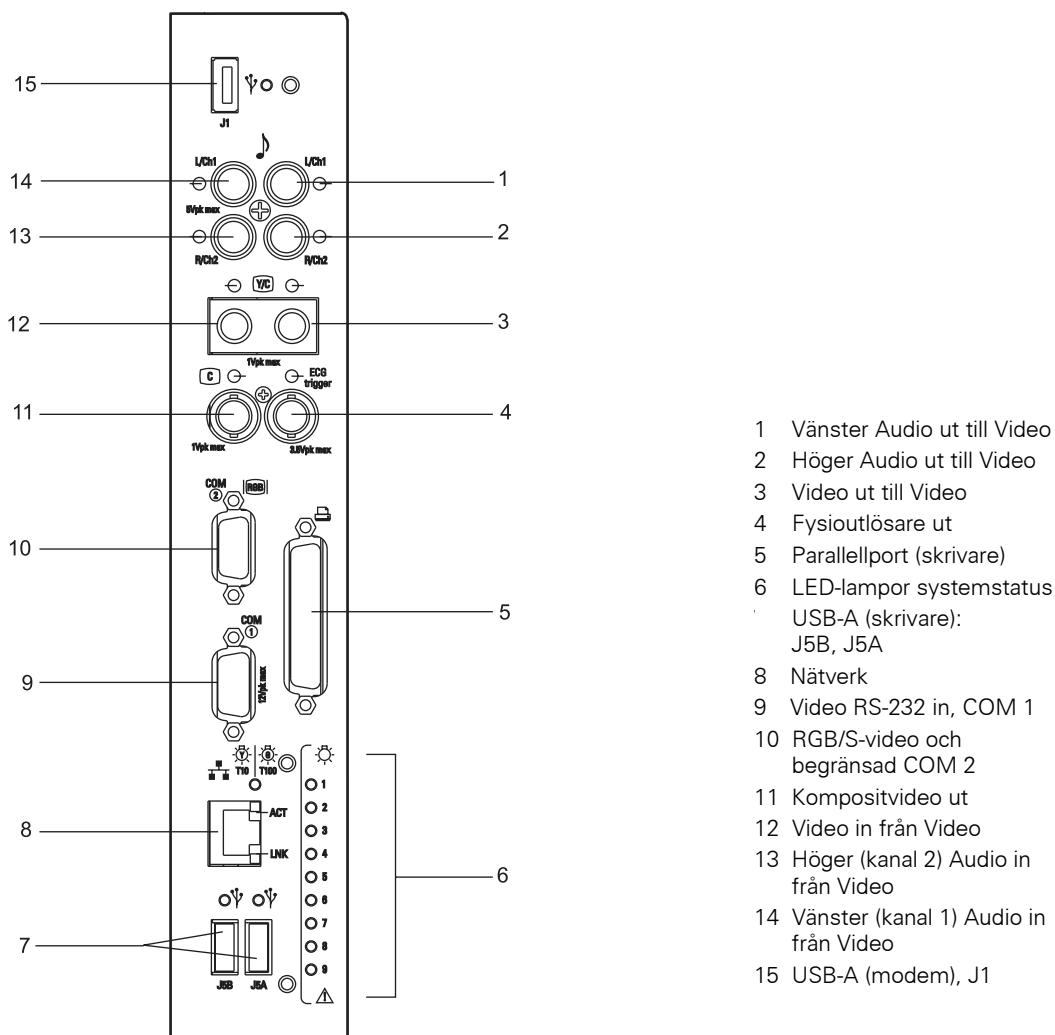 15
J1
L/Ch1
L/Ch1
14
1
5Vpk max
13
2
R/Ch2
R/Ch2
Y/C
12
3
1Vpk max
C
ECG
trigger
11
4
1Vpk max
3.5Vpk max
COM
2
RGB
10
5
COM
1
9
12Vpk max
Y
G
T10
T100
1
ACT
2
8
3
LNK
4
5
6
6
7
7
8
9
J5B
J5A
1 Vänster Audio ut till Video
2 Höger Audio ut till Video
3 Video ut till Video
4 Fysioutlösare ut
5 Parallellport (skrivare)
6 LED-lampor systemstatus
USB-A (skrivare):
J5B, J5A
8 Nätverk
9 Video RS-232 in, COM 1
10 RGB/S-video och
begränsad COM 2
11 Kompositvideo ut
12 Video in från Video
13 Höger (kanal 2) Audio in
från Video
14 Vänster (kanal 1) Audio in
från Video
15 USB-A (modem), J1